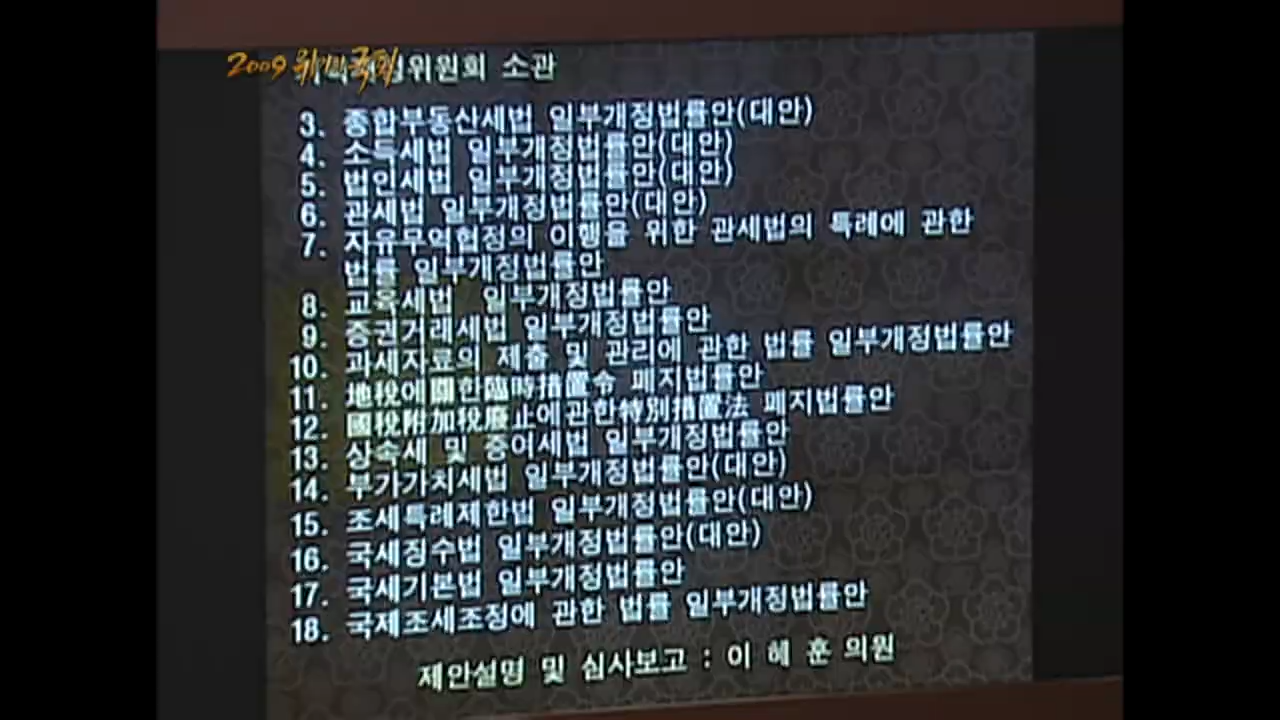 2009 위기의 국회
위원회 소관
3. 종합부동산세법 일부개정법률안(대안)
4. 소득세법 일부개정법률안(대안)
5. 법인세법 일부개정법률안(대안)
6. 관세법 일부개정법률안(대안)
7. 자유무역협정의 이행을 위한 관세법의 특례에 관한
법률 일부개정법률안
8. 교육세법 일부개정법률안
9. 증권거래세법 일부개정법률안
10. 과세자료의 제출 및 관리에 관한 법률 일부개정법률안
11. 地稅에關한臨時措置令 폐지법률안
12. 國稅附加稅廢止에관한特別措置法 폐지법률안
13. 상속세 및 증여세법 일부개정법률안
14. 부가가치세법 일부개정법률안(대안)
15. 조세특례제한법 일부개정법률안(대안)
16. 국세징수법 일부개정법률안(대안)
17. 국세기본법 일부개정법률안
18. 국제조세조정에 관한 법률 일부개정법률안
제안설명 및 심사보고 : 이 혜 훈 의원